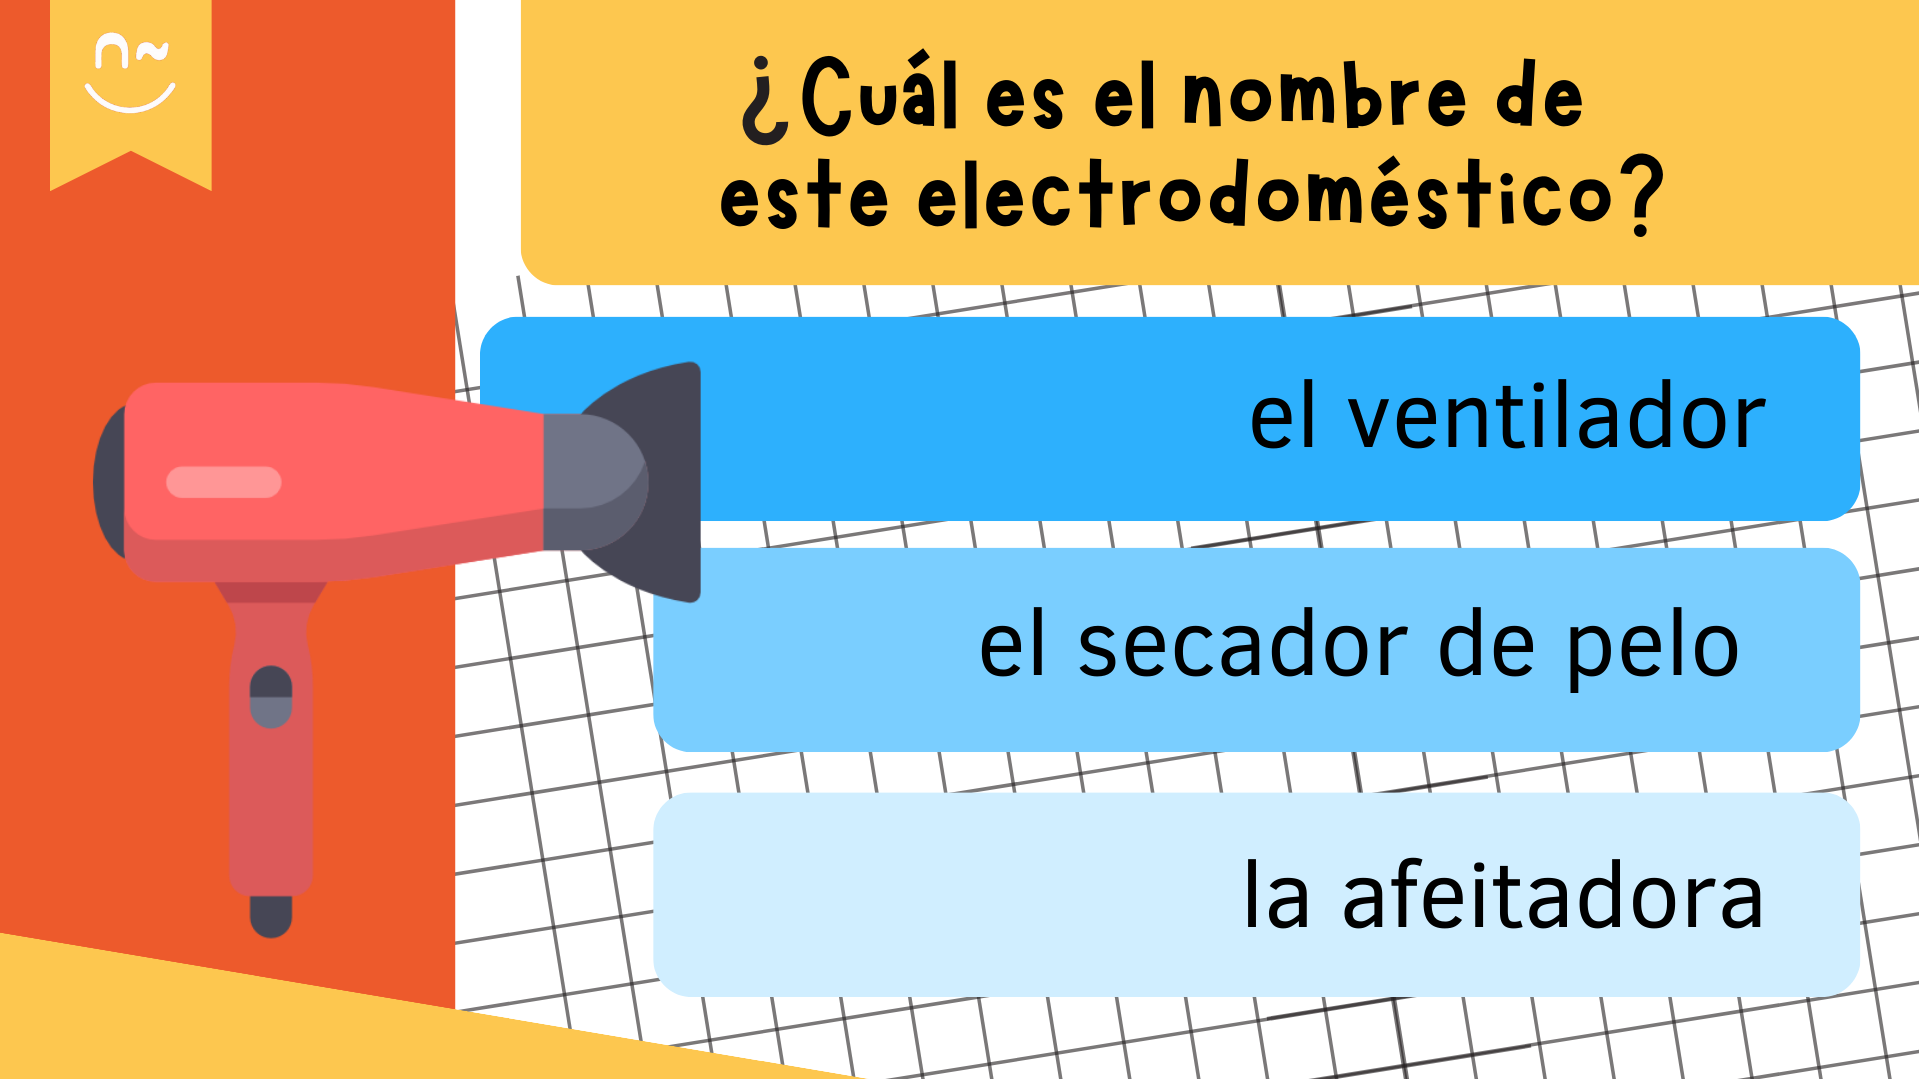 ¿Cuál es el nombre de
este electrodoméstico?
el ventilador
el secador de pelo
la afeitadora